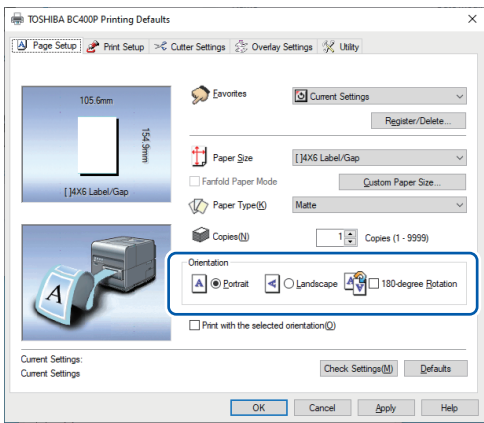 TOSHIBA BC400P Printing Defaults
Page Setup Print Setup Cutter Settings Overlay Settings Utility
105.6mm
154.9mm
[ ]4X6 Label/Gap
Favorites Current Settings
Register/Delete...
Paper Size [ ]4X6 Label/Gap
Fanfold Paper Mode Custom Paper Size...
Paper Type(K) Matte
Copies(N) 1 Copies (1 - 9999)
Orientation
A Portrait A Landscape A A 180-degree Rotation
A
Print with the selected orientation(O)
Current Settings:
Current Settings
Check Settings(M) Defaults
OK Cancel Apply Help